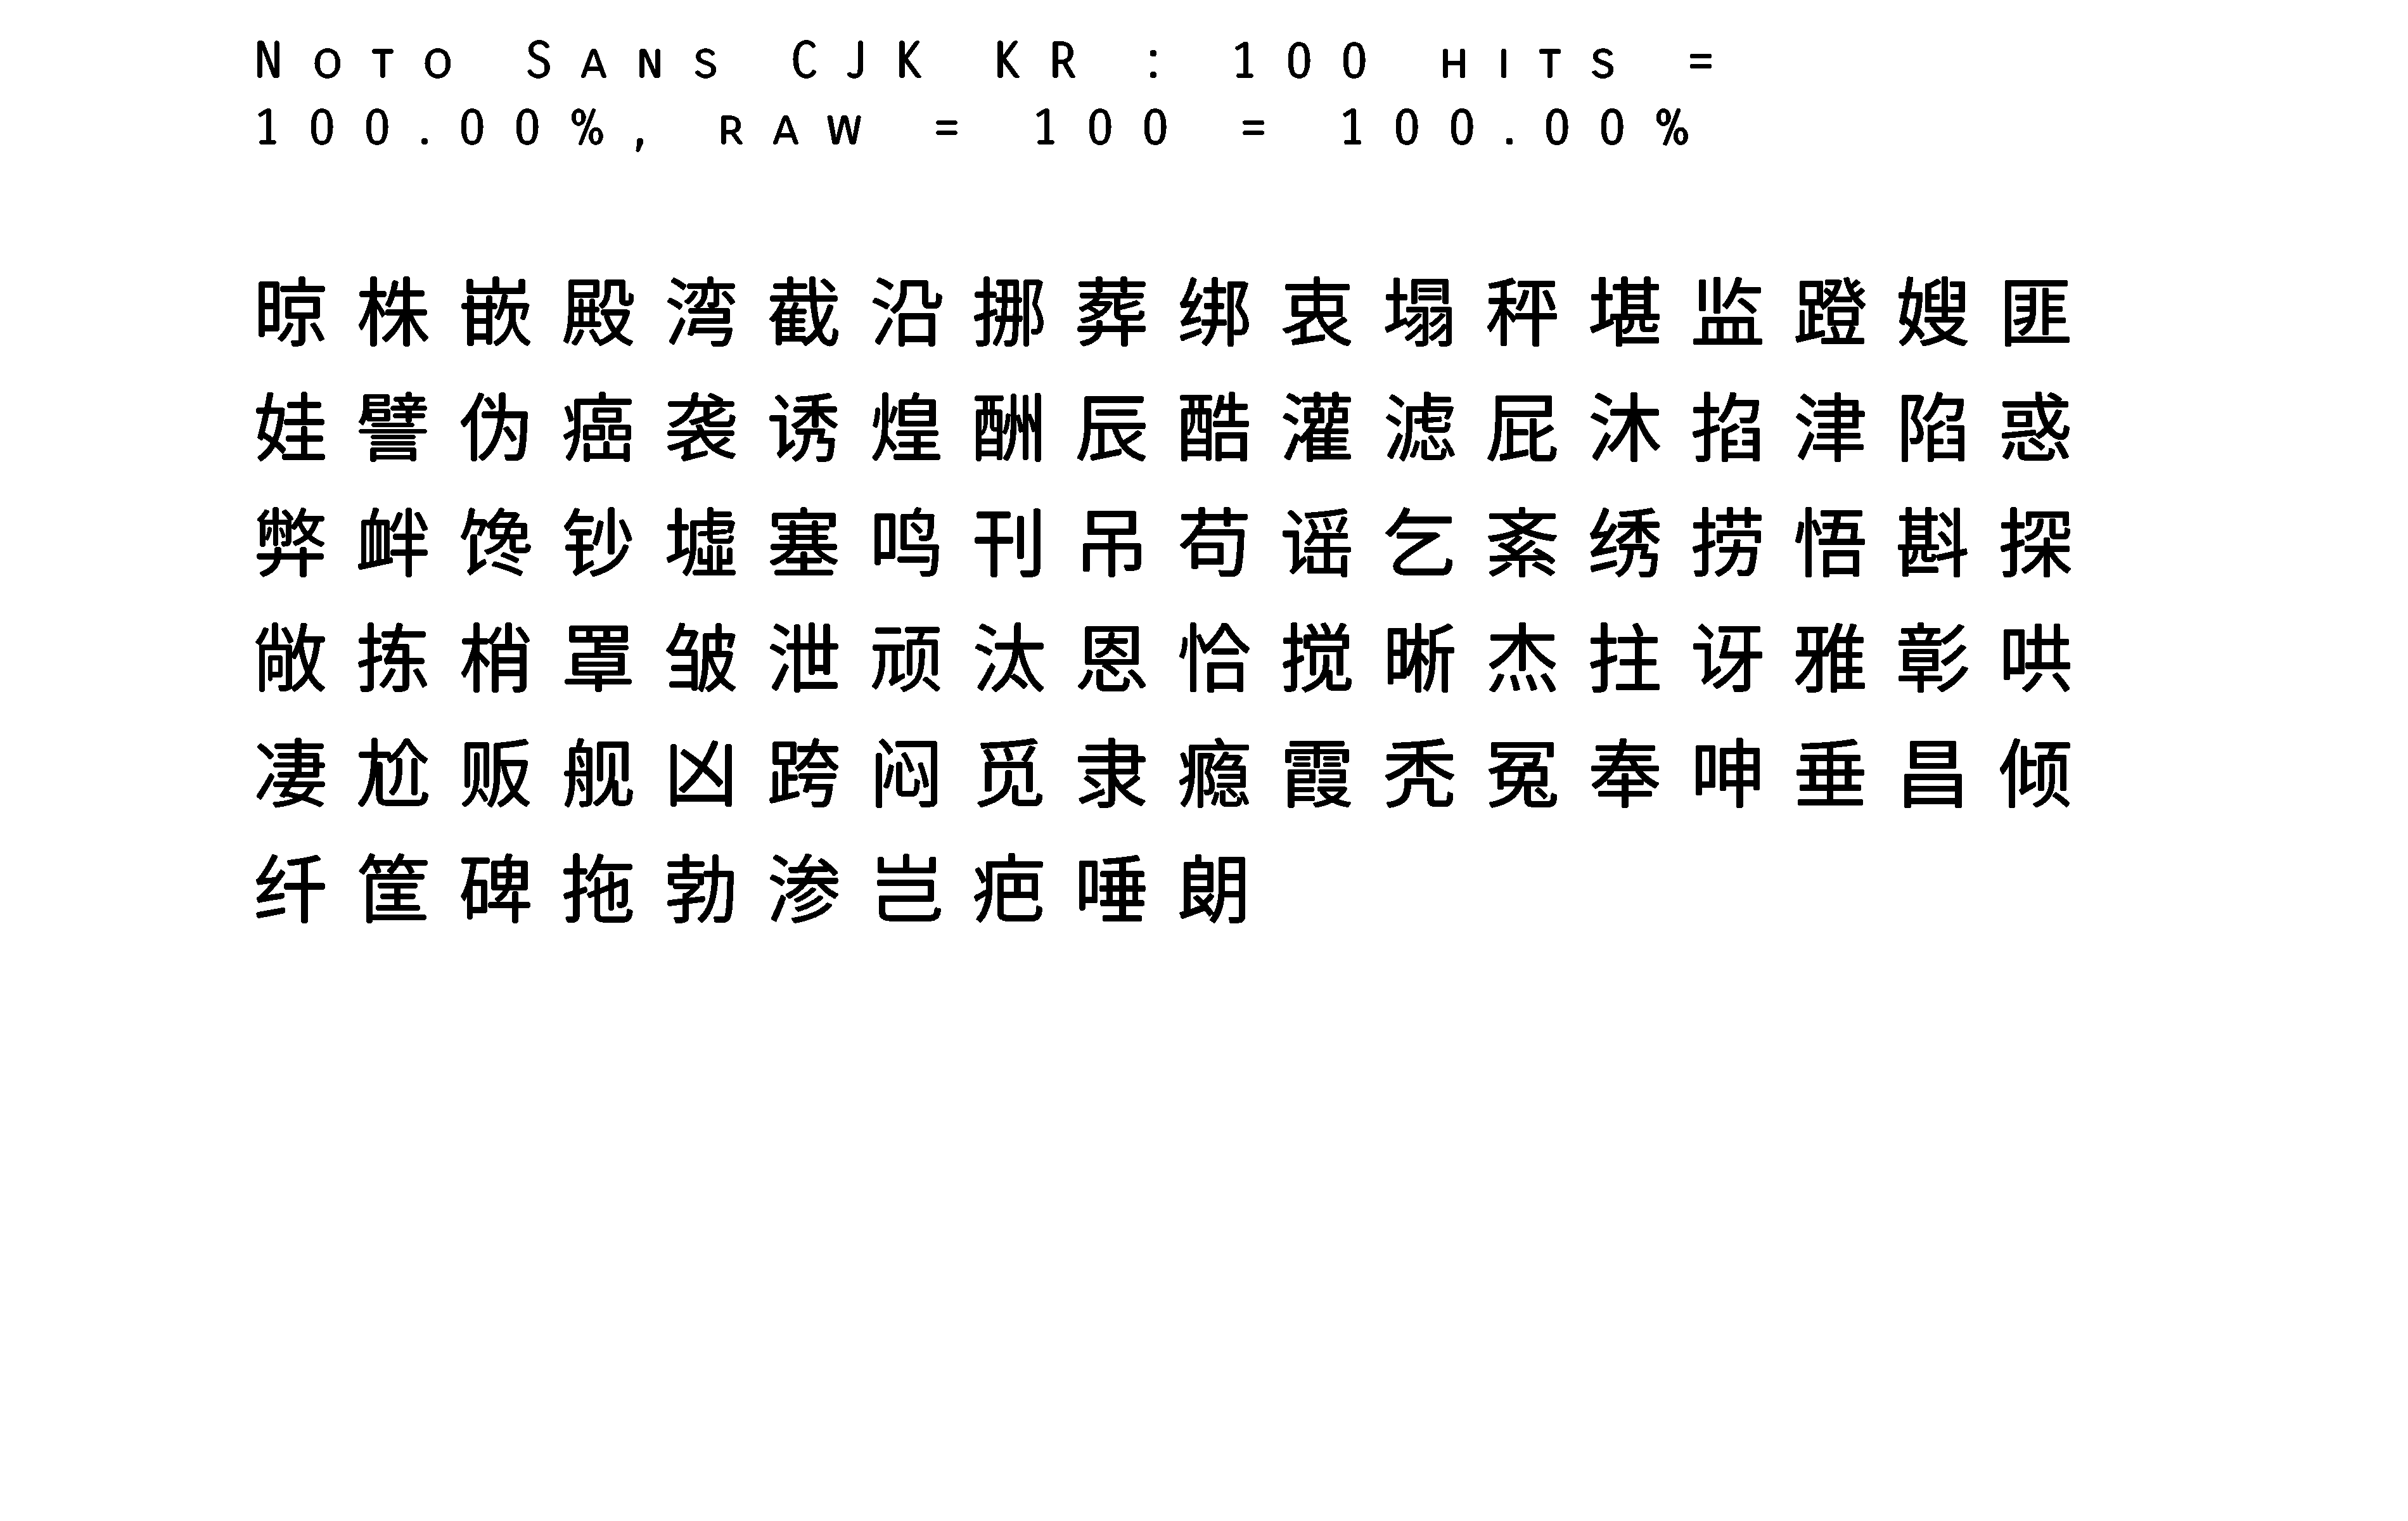 Noto Sans CJK KR : 100 hits =
100.00%, raw = 100 = 100.00%
晾株嵌殿湾截沿挪葬绑衷塌秤堪监蹬嫂匪
娃譬伪癌袭诱煌酬辰酷灌滤屁沐掐津陷惑
弊衅馋钞墟塞鸣刊吊苟谣乞紊绣捞悟斟探
敞拣梢罩皱泄顽汰恩恰搅晰杰拄讶雅彰哄
凄尬贩舰凶跨闷觅隶瘾霞秃冤奉呻垂昌倾
纤筐碑拖勃渗岂疤唾朗